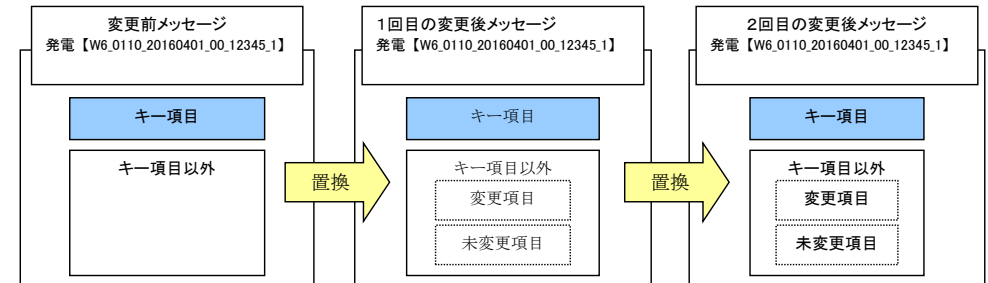 変更前メッセージ
発電【W6_0110_20160401_00_12345_1】
キー項目
キー項目以外
置換
1回目の変更後メッセージ
発電【W6_0110_20160401_00_12345_1】
キー項目
キー項目以外
変更項目
未変更項目
置換
2回目の変更後メッセージ
発電【W6_0110_20160401_00_12345_1】
キー項目
キー項目以外
変更項目
未変更項目